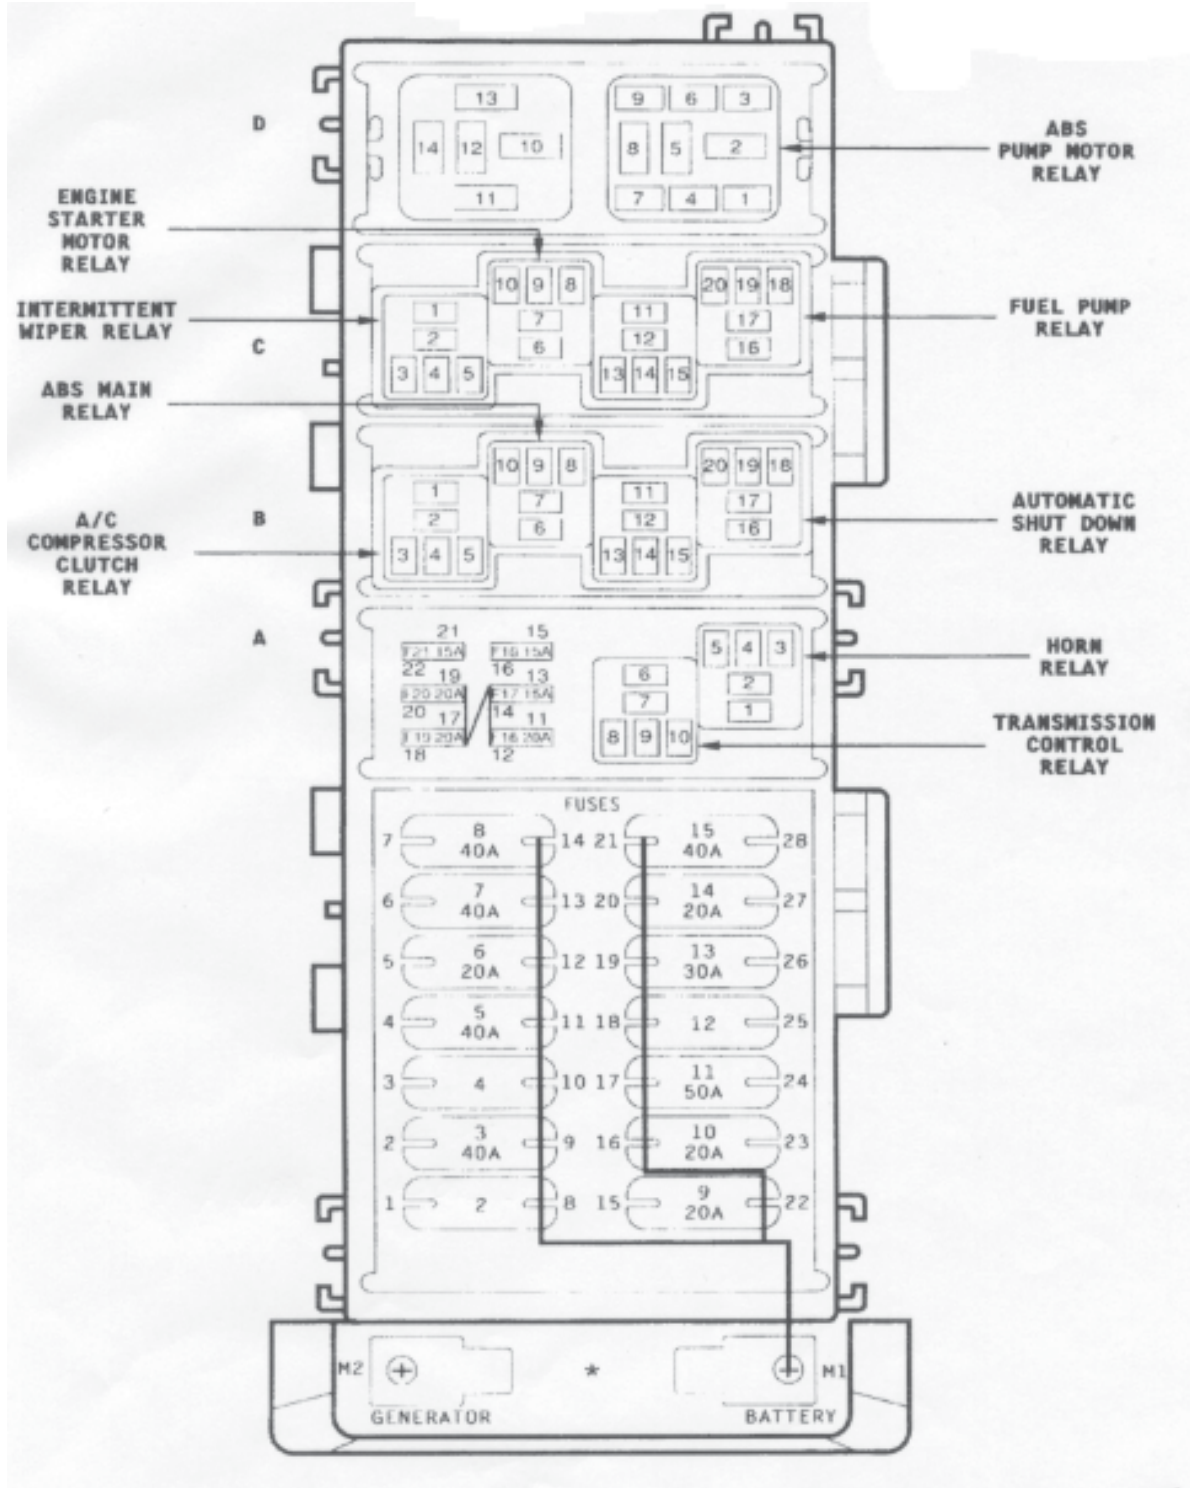 D
13
14 12 10
11
9 6 3
8 5 2
7 4 1
ABS
PUMP MOTOR
RELAY
ENGINE
STARTER
MOTOR
RELAY
INTERMITTENT
WIPER RELAY
C
1
2
3 4 5
10 9 8
7
6
11
12
13 14 15
20 19 18
17
16
FUEL PUMP
RELAY
ABS MAIN
RELAY
B
A/C
COMPRESSOR
CLUTCH
RELAY
1
2
3 4 5
10 9 8
7
6
11
12
13 14 15
20 19 18
17
16
AUTOMATIC
SHUT DOWN
RELAY
A
21 15
F21 15A
22 19 16 13
F20 20A F17 15A
20 17 14 11
F19 20A F16 20A
18 12
6
7
8 9 10
5 4 3
2
1
HORN
RELAY
TRANSMISSION
CONTROL
RELAY
FUSES
7 8 40A 14 21 15 40A 28
6 7 40A 13 20 14 20A 27
5 6 20A 12 19 13 30A 26
4 5 40A 11 18 12 25
3 4 10 17 11 50A 24
2 3 40A 9 16 10 20A 23
1 2 8 15 9 20A 22
M2 * M1
GENERATOR BATTERY